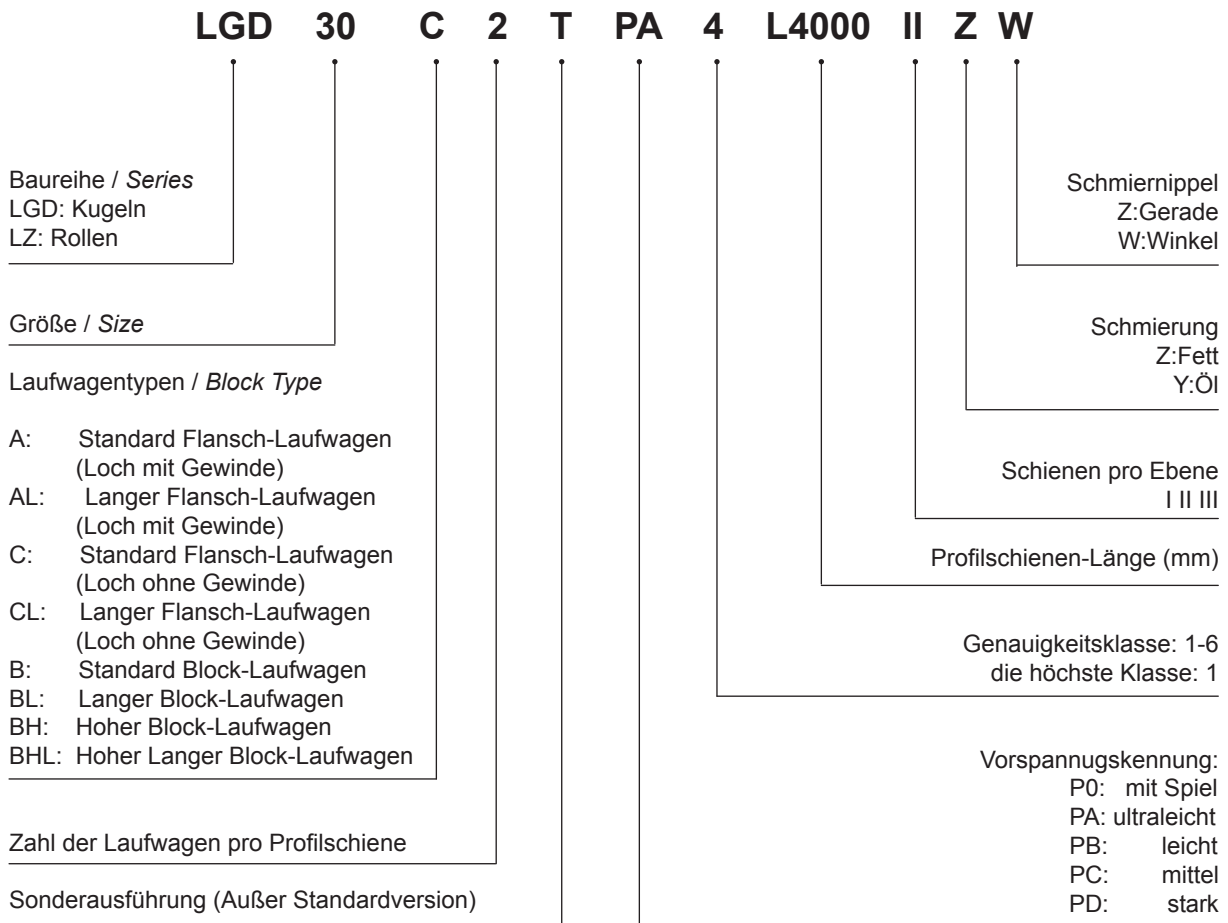 LGD 30 C 2 T PA 4 L4000 II Z W
Baureihe / Series
LGD: Kugeln
LZ: Rollen
Größe / Size
Laufwagentypen / Block Type
A: Standard Flansch-Laufwagen
(Loch mit Gewinde)
AL: Langer Flansch-Laufwagen
(Loch mit Gewinde)
C: Standard Flansch-Laufwagen
(Loch ohne Gewinde)
CL: Langer Flansch-Laufwagen
(Loch ohne Gewinde)
B: Standard Block-Laufwagen
BL: Langer Block-Laufwagen
BH: Hoher Block-Laufwagen
BHL: Hoher Langer Block-Laufwagen
Zahl der Laufwagen pro Profilschiene
Sonderausführung (Außer Standardversion)
Schmiernippel
Z:Gerade
W:Winkel
Schmierung
Z:Fett
Y:Öl
Schienen pro Ebene
I II III
Profilschienen-Länge (mm)
Genauigkeitsklasse: 1-6
die höchste Klasse: 1
Vorspannugskennung:
P0: mit Spiel
PA: ultraleicht
PB: leicht
PC: mittel
PD: stark